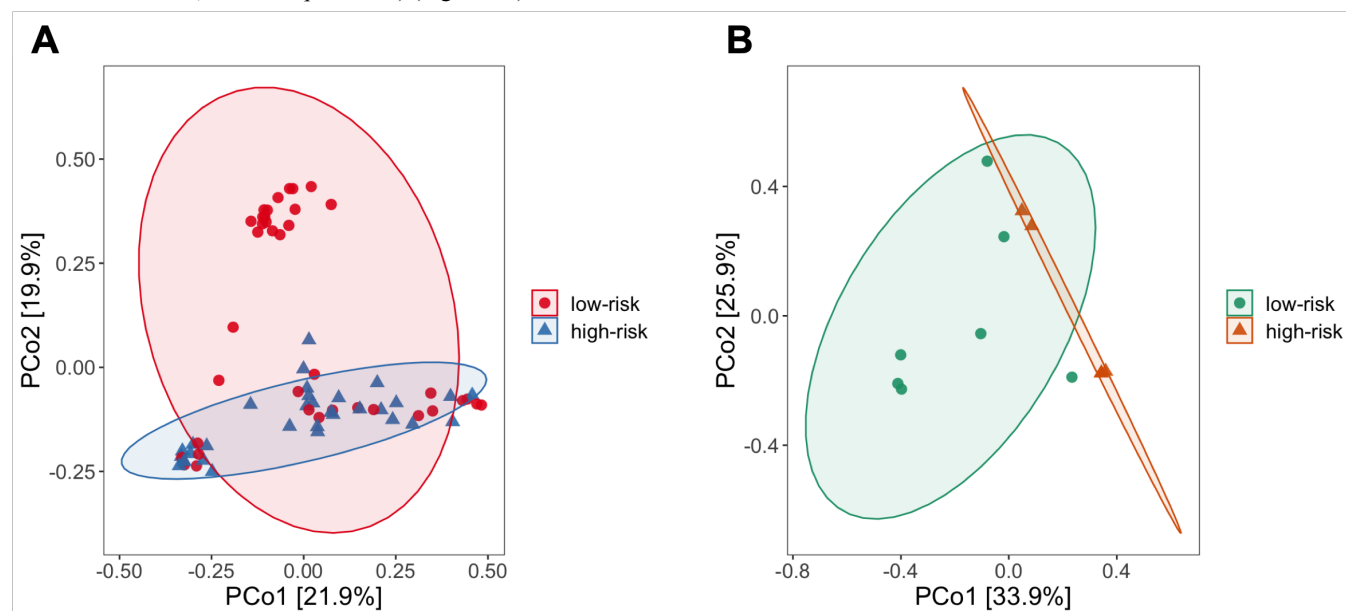 A
B
0.50
0.25
0.00
-0.25
PCo2 [19.9%]
-0.50
-0.25
0.00
0.25
0.50
PCo1 [21.9%]
low-risk
high-risk
0.4
0.0
-0.4
PCo2 [25.9%]
-0.8
-0.4
0.0
0.4
PCo1 [33.9%]
low-risk
high-risk